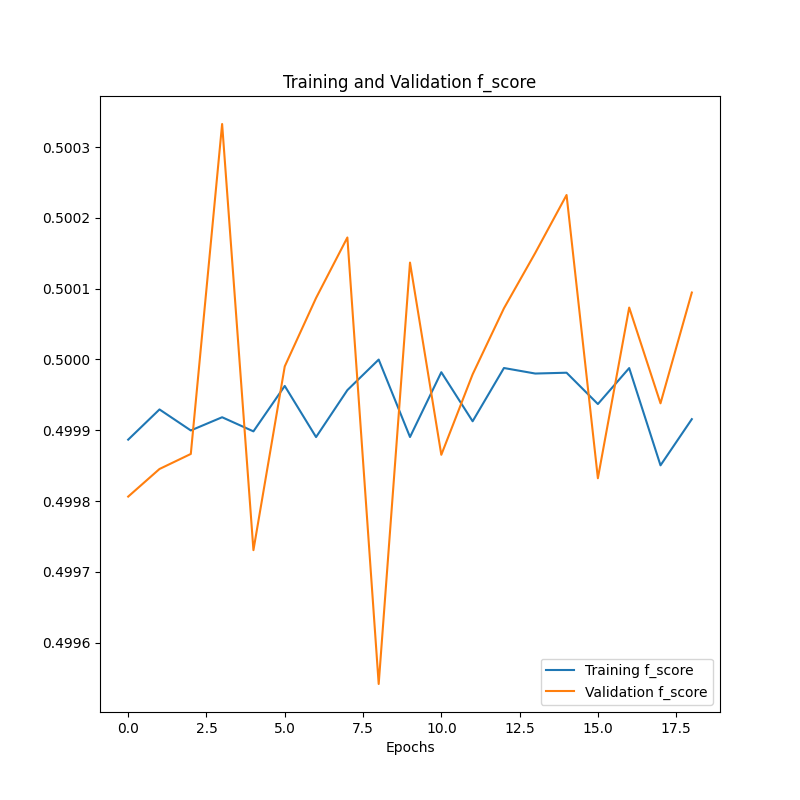 Training and Validation f_score
0.5003
0.5002
0.5001
0.5000
0.4999
0.4998
0.4997
0.4996
Training f_score
Validation f_score
0.0 2.5 5.0 7.5 10.0 12.5 15.0 17.5
Epochs